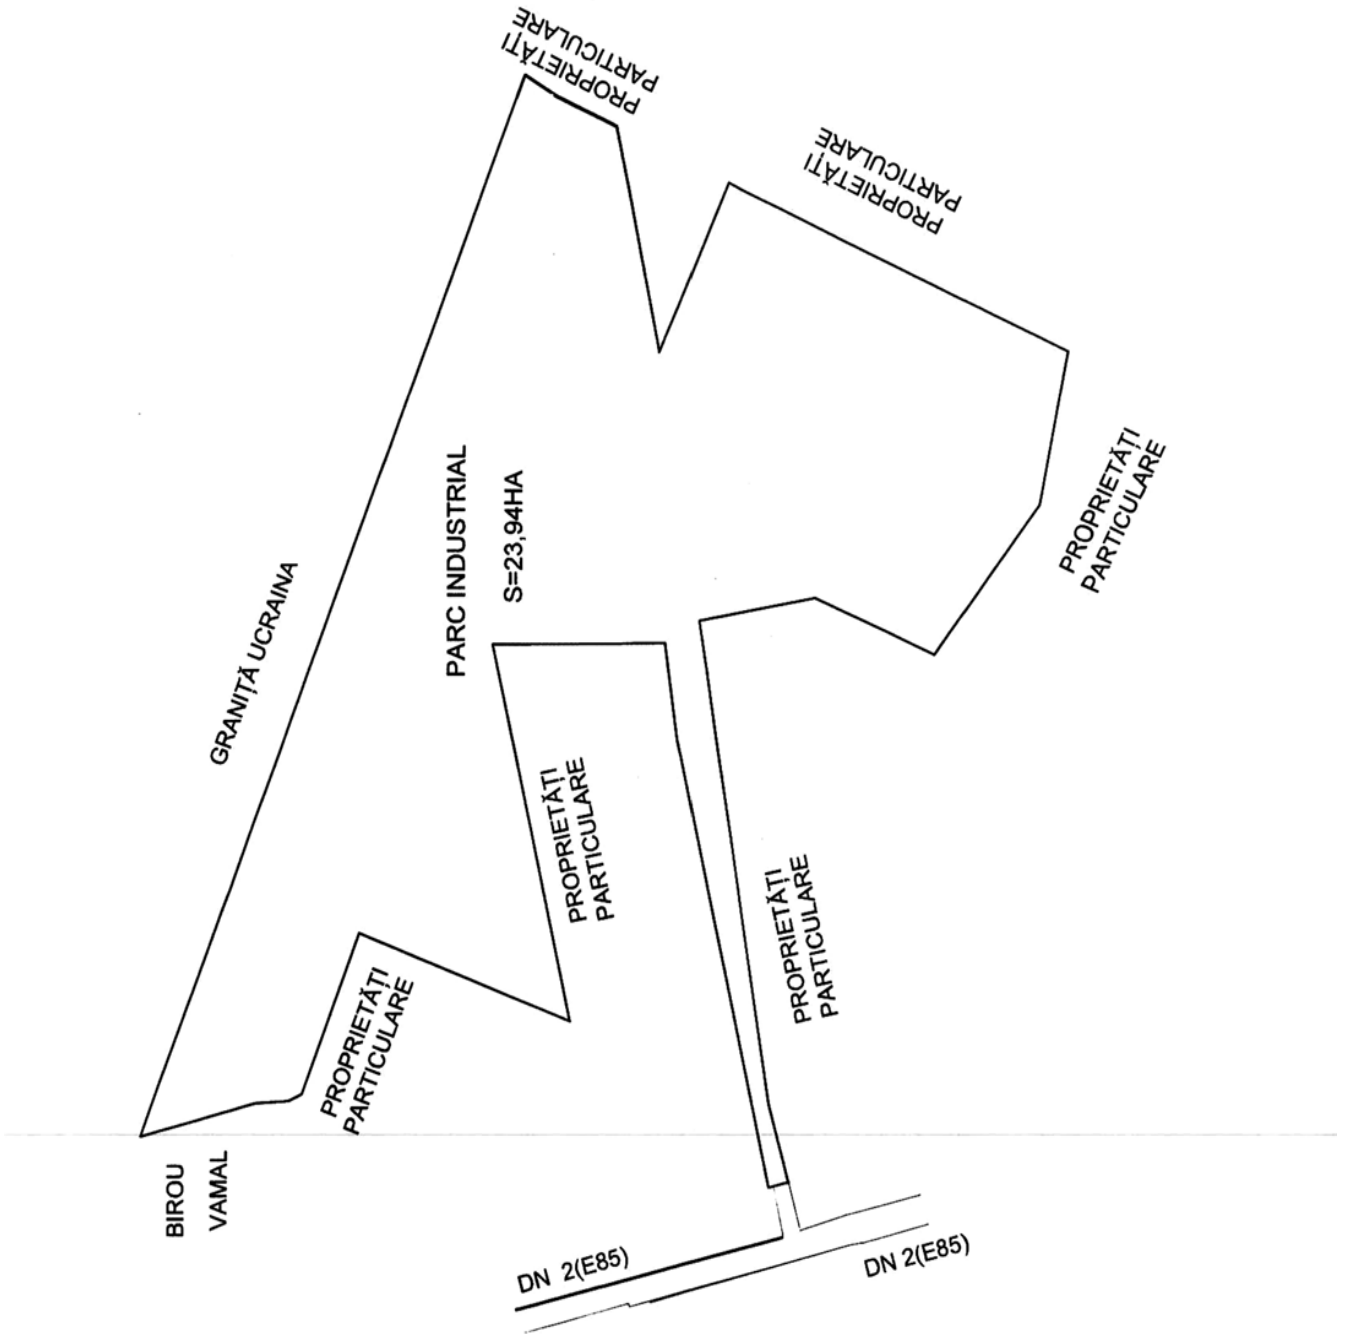 PROPRIETĂȚI
PARTICULARE
PROPRIETĂȚI
PARTICULARE
PROPRIETĂȚI
PARTICULARE
PARC INDUSTRIAL
S=23,94HA
GRANIȚĂ UCRAINA
PROPRIETĂȚI
PARTICULARE
PROPRIETĂȚI
PARTICULARE
PROPRIETĂȚI
PARTICULARE
BIROU
VAMAL
DN 2(E85)
DN 2(E85)